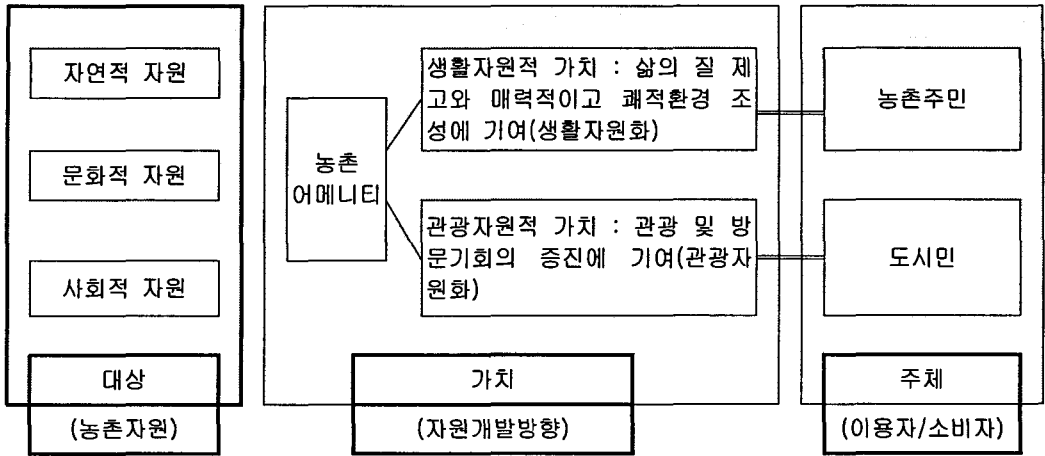 자연적 자원
문화적 자원
사회적 자원
대상
(농촌자원)
농촌
어메니티
생활자원적 가치 : 삶의 질 제
고와 매력적이고 쾌적환경 조
성에 기여(생활자원화)
관광자원적 가치 : 관광 및 방
문기회의 증진에 기여(관광자
원화)
가치
(자원개발방향)
농촌주민
도시민
주체
(이용자/소비자)